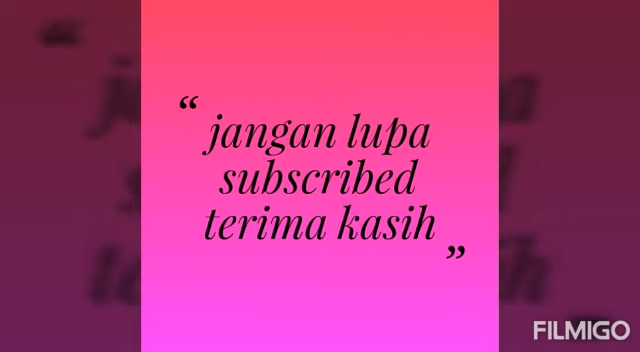 “ jangan lupa
subscribed
terima kasih ”
FILMIGO